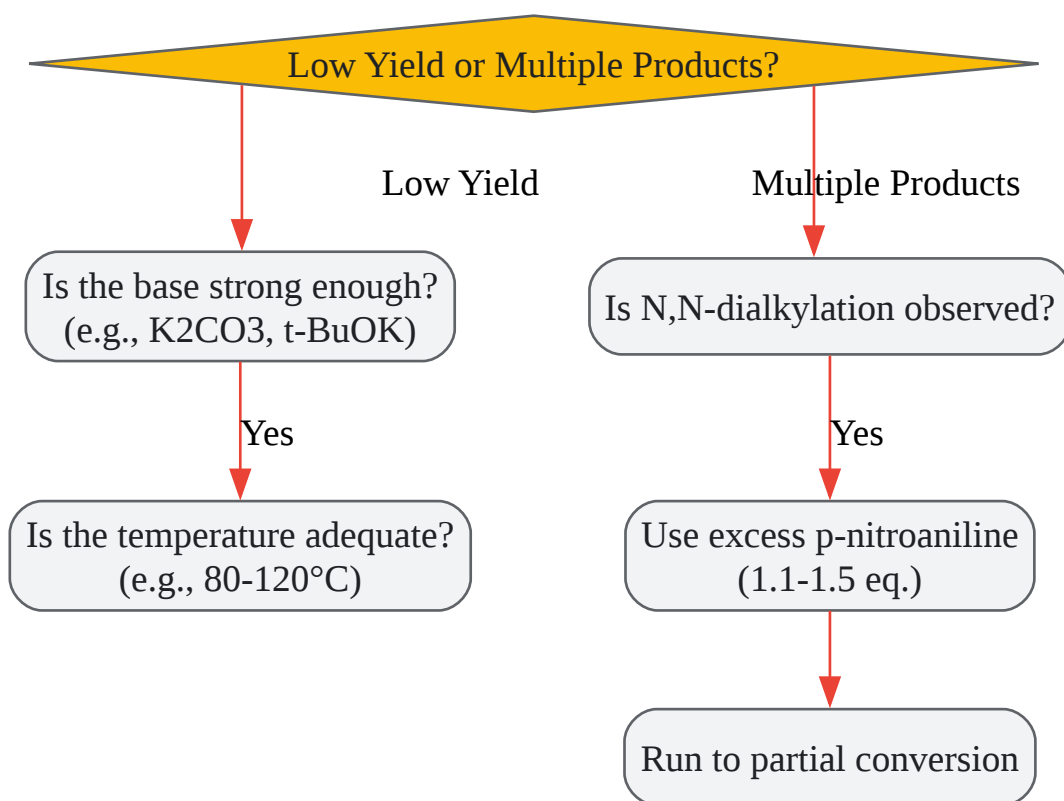 Low Yield or Multiple Products?
Low Yield
Multiple Products
Is the base strong enough?
(e.g., K2CO3, t-BuOK)
Is N,N-dialkylation observed?
Yes
Yes
Is the temperature adequate?
(e.g., 80-120°C)
Use excess p-nitroaniline
(1.1-1.5 eq.)
Run to partial conversion